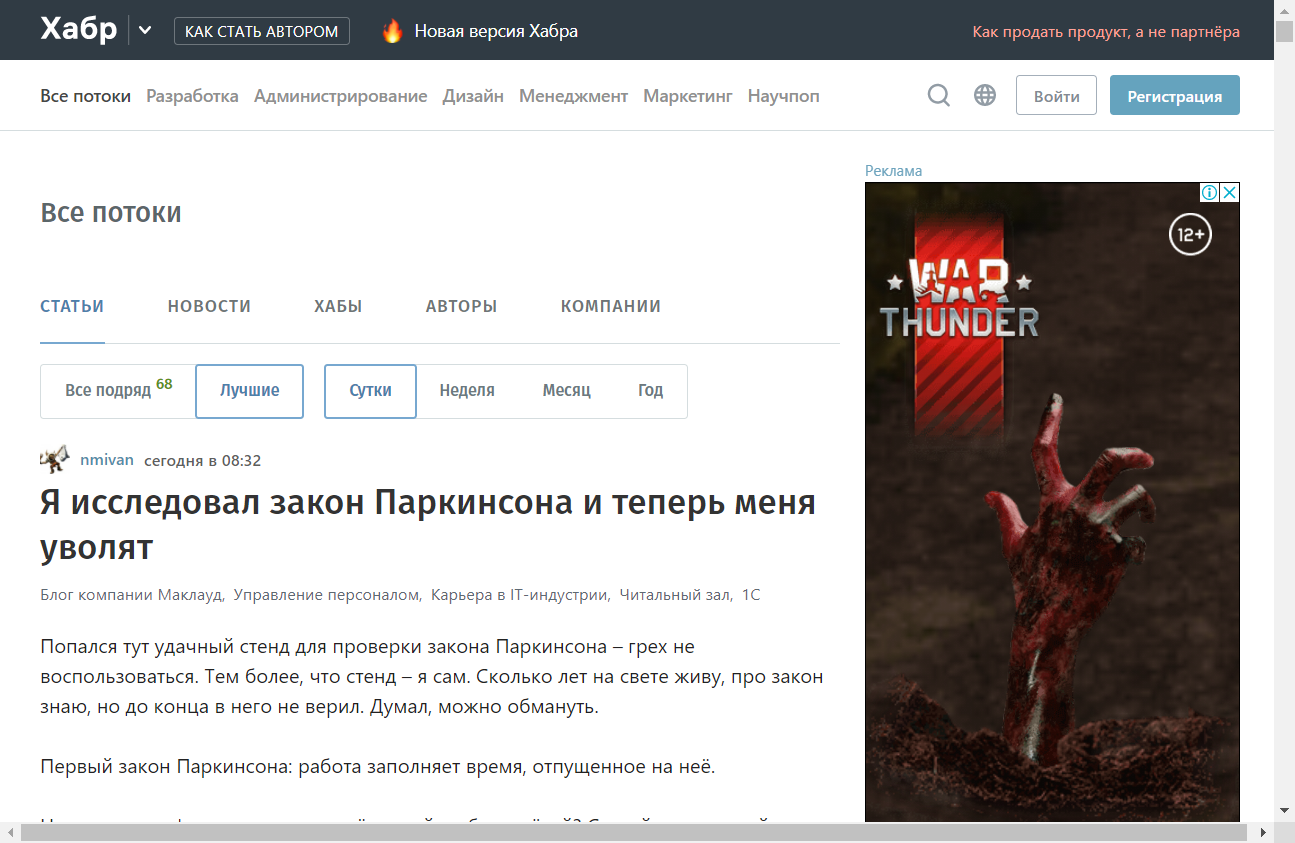 Хабр
КАК СТАТЬ АВТОРОМ
Новая версия Хабра
Как продать продукт, а не партнёра
Все потоки Разработка Администрирование Дизайн Менеджмент Маркетинг Научпоп
Войти
Регистрация
Реклама
Все потоки
СТАТЬИ НОВОСТИ ХАБЫ АВТОРЫ КОМПАНИИ
Все подряд 68 Лучшие Сутки Неделя Месяц Год
nmivan сегодня в 08:32
Я исследовал закон Паркинсона и теперь меня
уволят
Блог компании Маклауд, Управление персоналом, Карьера в IT-индустрии, Читальный зал, 1С
Попался тут удачный стенд для проверки закона Паркинсона – грех не
воспользоваться. Тем более, что стенд – я сам. Сколько лет на свете живу, про закон
знаю, но до конца в него не верил. Думал, можно обмануть.
Первый закон Паркинсона: работа заполняет время, отпущенное на неё.
12+
WAR
THUNDER